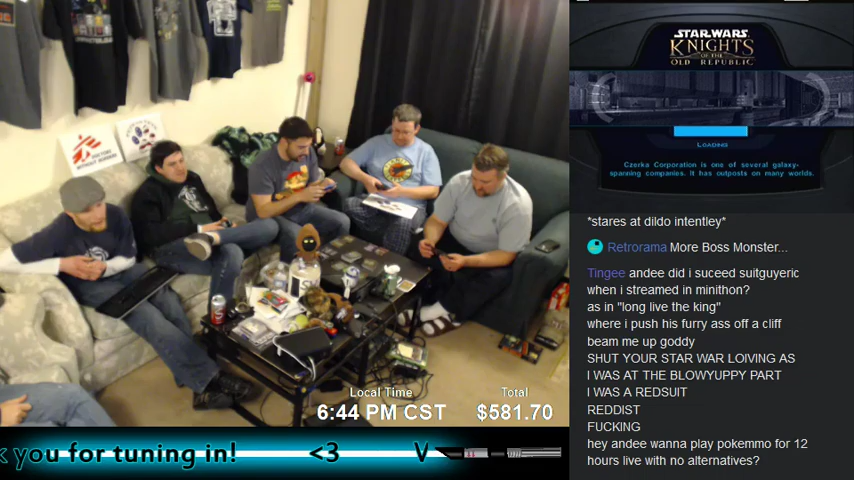 STAR WARS
KNIGHTS
OF THE
OLD REPUBLIC
LOADING
Czerka Corporation is one of several galaxy-
spanning companies. It has outposts on many worlds.
*stares at dildo intentley*
Retrorama More Boss Monster...
Tingee andee did i suceed suitguyeric
when i streamed in minithon?
as in "long live the king"
where i push his furry ass off a cliff
beam me up goddy
SHUT YOUR STAR WAR LOIVING AS
I WAS AT THE BLOWYUPPY PART
I WAS A REDSUIT
REDDIST
FUCKING
hey andee wanna play pokemmo for 12
hours live with no alternatives?
DOCTORS
WITHOUT BORDERS
Local Time
6:44 PM CST
Total
$581.70
k you for tuning in! <3 V